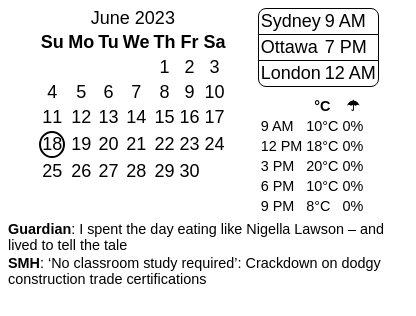 June 2023
Su Mo Tu We Th Fr Sa
1 2 3
4 5 6 7 8 9 10
11 12 13 14 15 16 17
18 19 20 21 22 23 24
25 26 27 28 29 30
Sydney 9 AM
Ottawa 7 PM
London 12 AM
°C ☂
9 AM 10°C 0%
12 PM 18°C 0%
3 PM 20°C 0%
6 PM 10°C 0%
9 PM 8°C 0%
Guardian: I spent the day eating like Nigella Lawson – and
lived to tell the tale
SMH: ‘No classroom study required’: Crackdown on dodgy
construction trade certifications